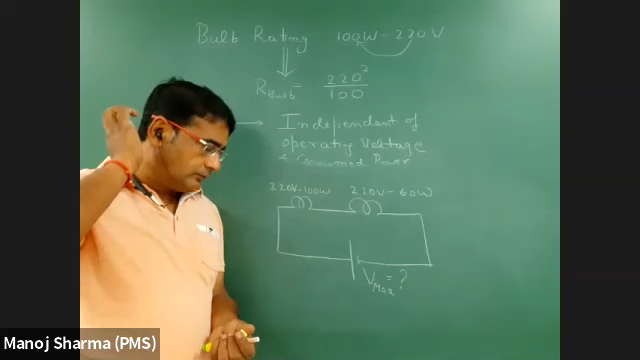 Bulb Rating 100W - 220V
R_Bulb = 220²/100
Independent of
operating Voltage
& Consumed Power
220V-100W 220V-60W
V_Max = ?
Manoj Sharma (PMS)